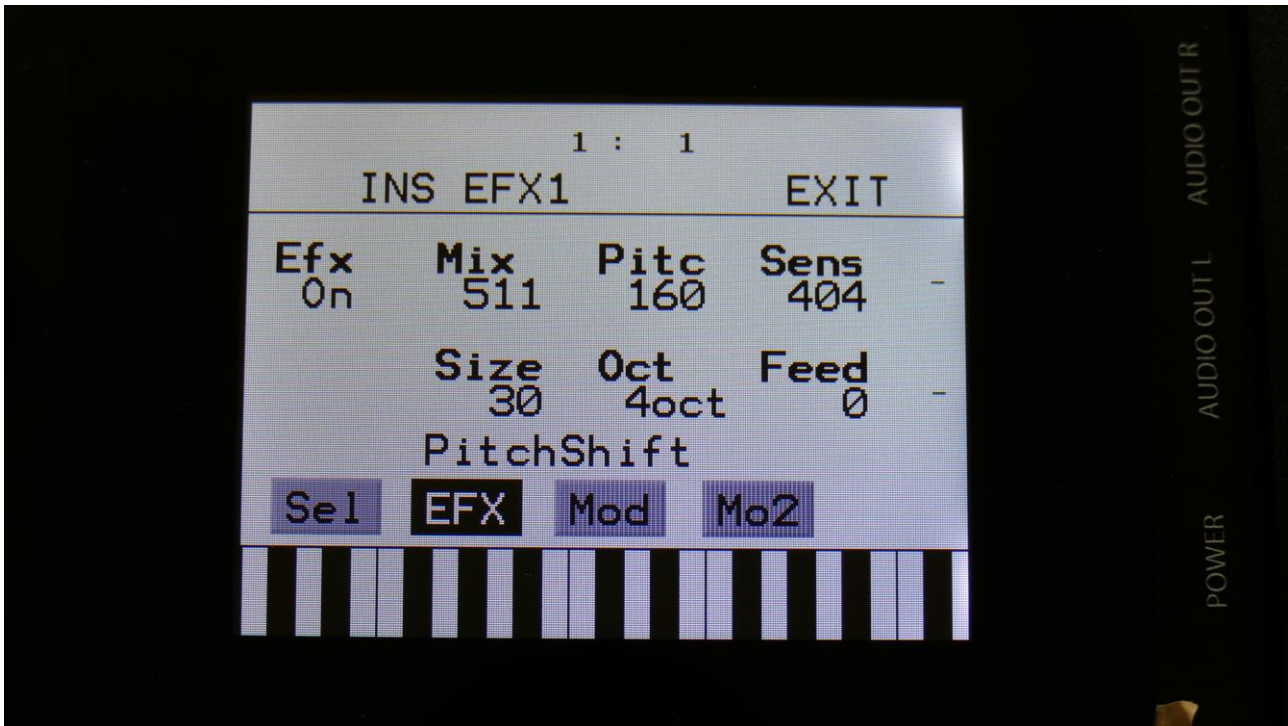 1 : 1
INS EFX1 EXIT
Efx Mix Pitc Sens
On 511 160 404 -
Size Oct Feed
30 4oct 0 -
PitchShift
Sel EFX Mod Mo2
AUDIO OUT R
AUDIO OUT L
POWER